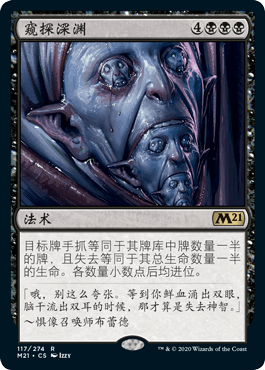 窥探深渊 4
法术 M21
目标牌手抓等同于其牌库中牌数量一半
的牌，且失去等同于其总生命数量一半
的生命。各数量小数点后均进位。
「哦，别这么夸张。等到你鲜血涌出双眼，
脑干流出双耳的时候，那才算是失去神智。」
～惧像召唤师布蕾德
117/274 R
M21 • CS Izzy
™ & © 2020 Wizards of the Coast